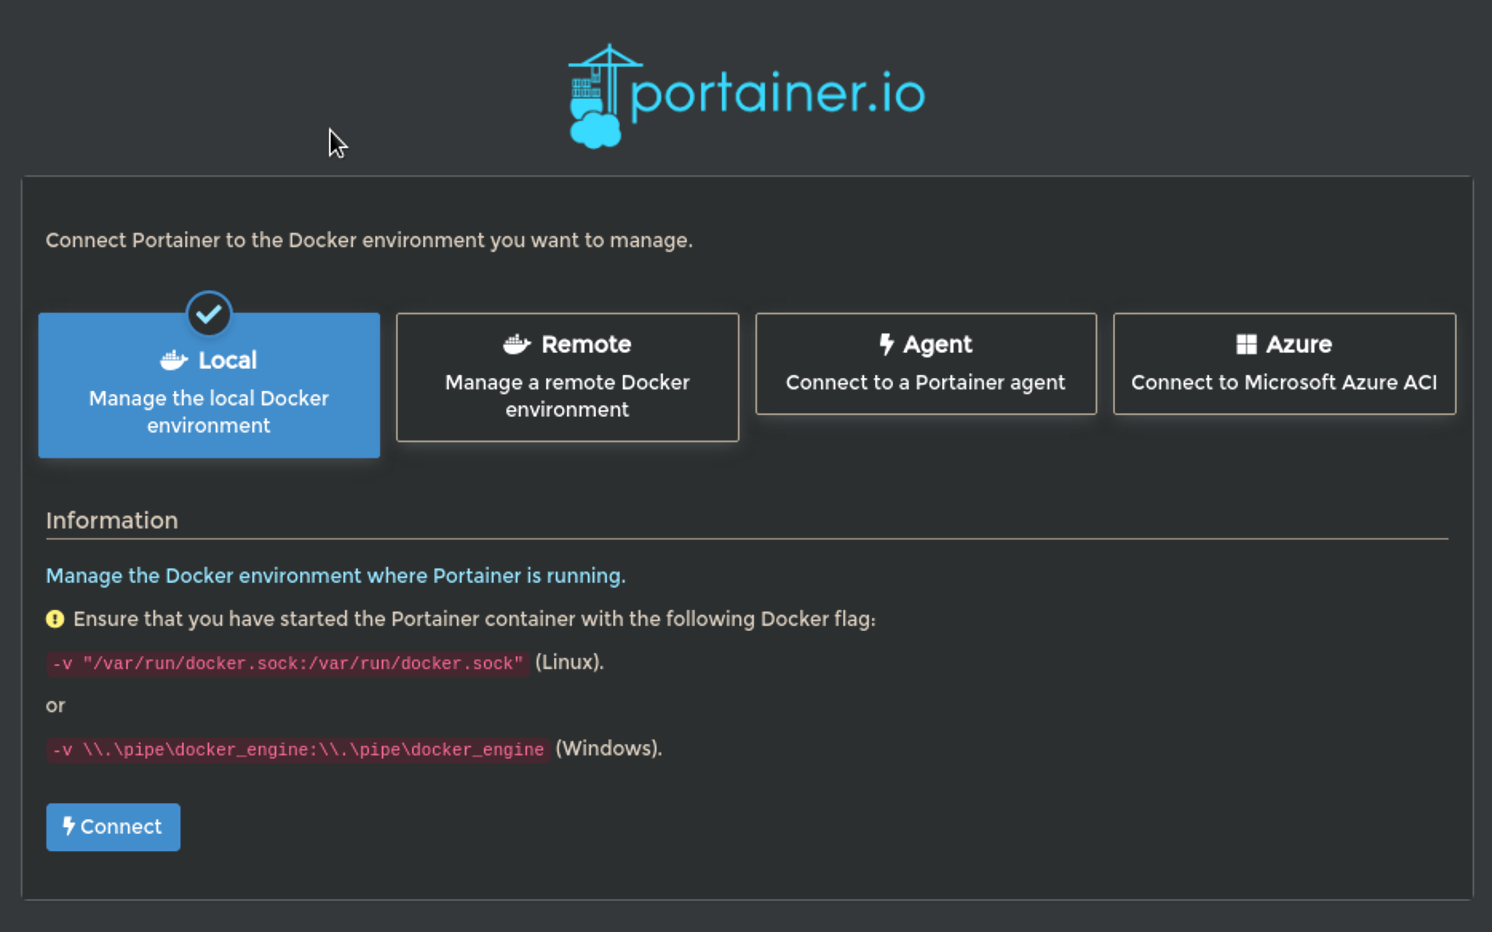 portainer.io
Connect Portainer to the Docker environment you want to manage.
Local
Manage the local Docker
environment
Remote
Manage a remote Docker
environment
Agent
Connect to a Portainer agent
Azure
Connect to Microsoft Azure ACI
Information
Manage the Docker environment where Portainer is running.
Ensure that you have started the Portainer container with the following Docker flag:
-v "/var/run/docker.sock:/var/run/docker.sock" (Linux).
or
-v \\.\pipe\docker_engine:\\.\pipe\docker_engine (Windows).
Connect